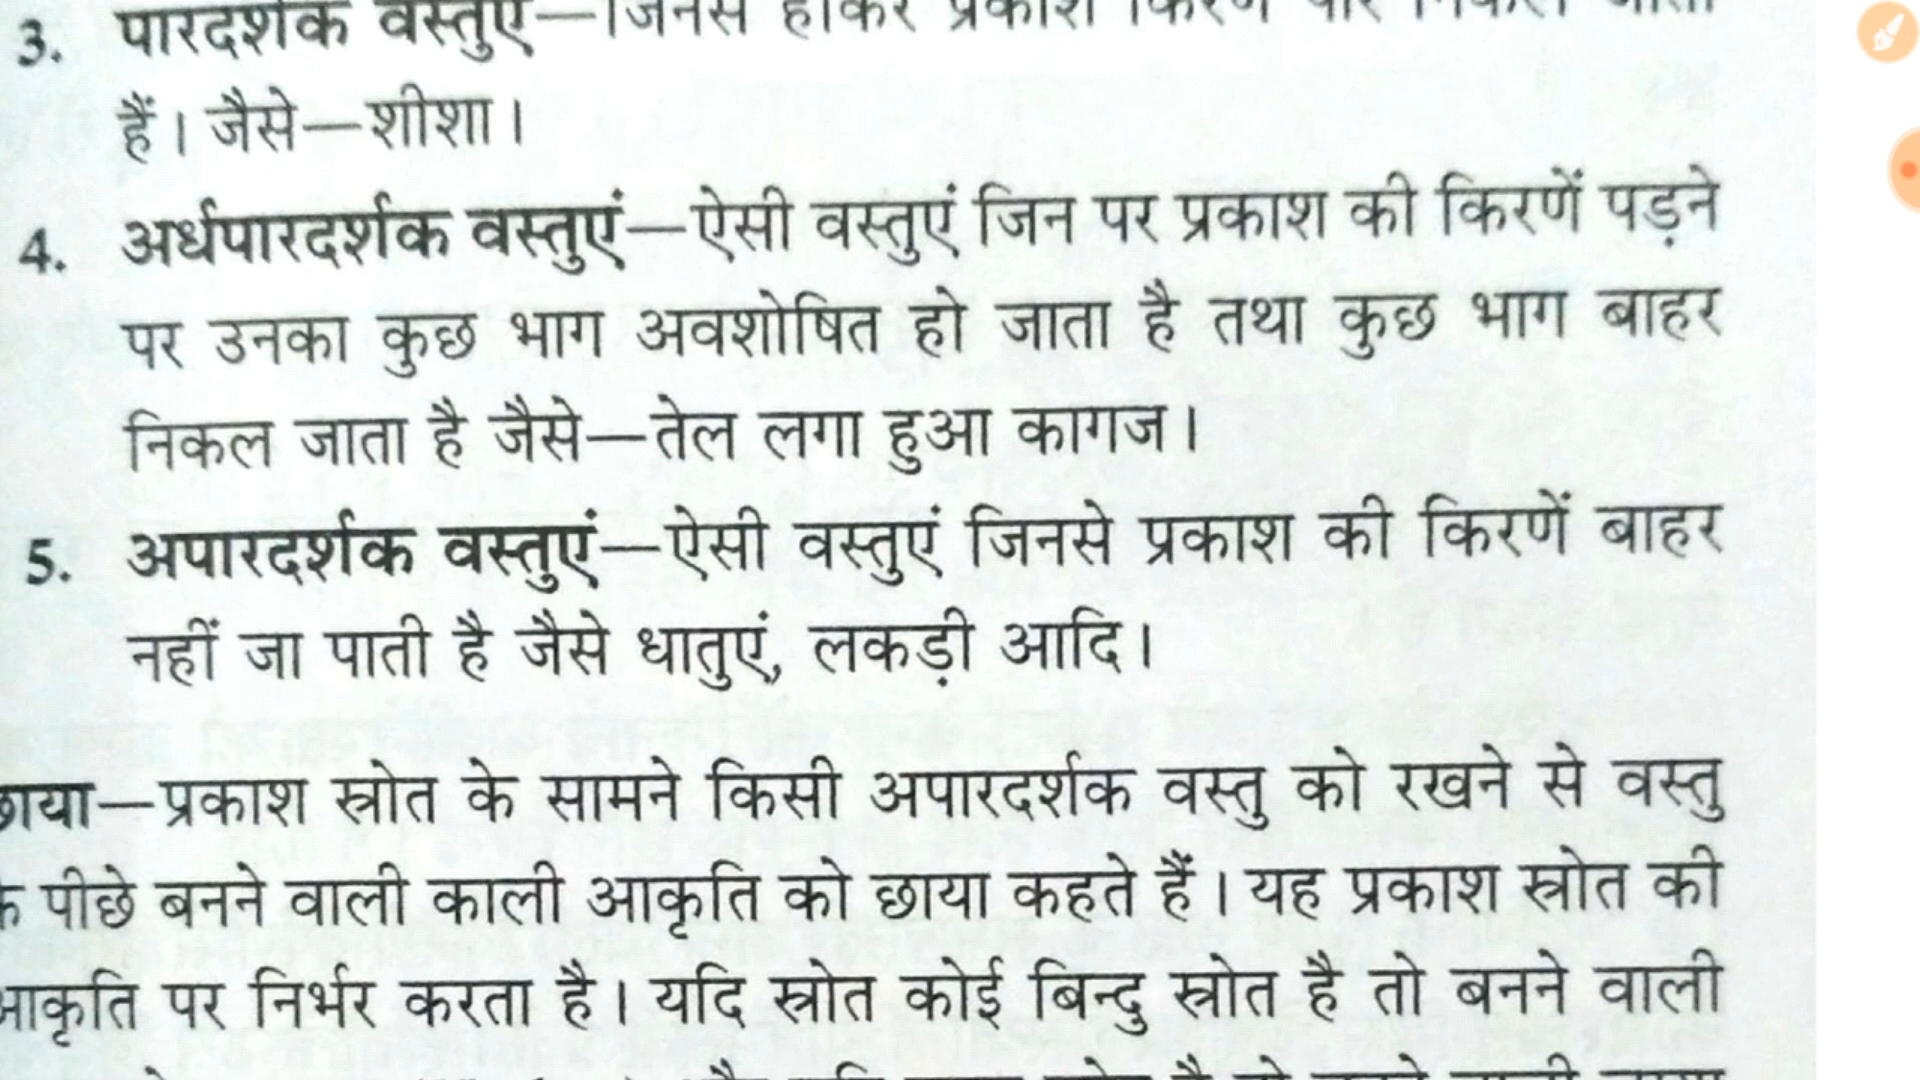 3. पारदर्शक वस्तुएं—जिनसे होकर प्रकाश किरणें पार निकल जाती
हैं। जैसे—शीशा।
4. अर्धपारदर्शक वस्तुएं—ऐसी वस्तुएं जिन पर प्रकाश की किरणें पड़ने
पर उनका कुछ भाग अवशोषित हो जाता है तथा कुछ भाग बाहर
निकल जाता है जैसे—तेल लगा हुआ कागज।
5. अपारदर्शक वस्तुएं—ऐसी वस्तुएं जिनसे प्रकाश की किरणें बाहर
नहीं जा पाती है जैसे धातुएं, लकड़ी आदि।
छाया—प्रकाश स्रोत के सामने किसी अपारदर्शक वस्तु को रखने से वस्तु
के पीछे बनने वाली काली आकृति को छाया कहते हैं। यह प्रकाश स्रोत की
आकृति पर निर्भर करता है। यदि स्रोत कोई बिन्दु स्रोत है तो बनने वाली